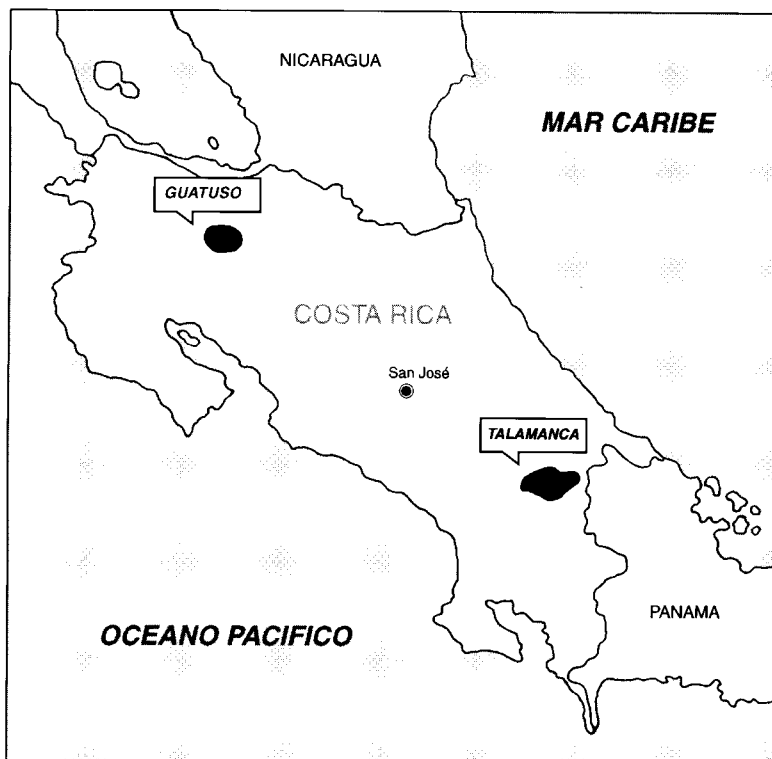 NICARAGUA
MAR CARIBE
GUATUSO
COSTA RICA
San José
TALAMANCA
PANAMA
OCEANO PACIFICO